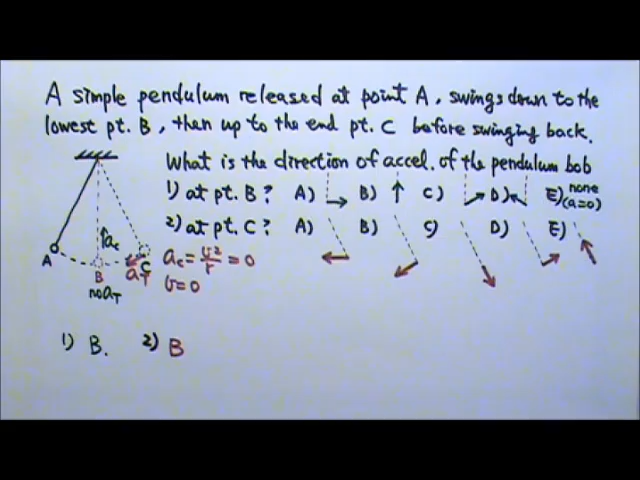 A simple pendulum released at point A, swings down to the
lowest pt. B, then up to the end pt. C before swinging back.
What is the direction of accel. of the pendulum bob
1) at pt. B? A) B) C) D) E) none (a=0)
2) at pt. C? A) B) C) D) E)
ac
A
B
C
aT
no aT
ac = v²/r = 0
v=0
1) B. 2) B